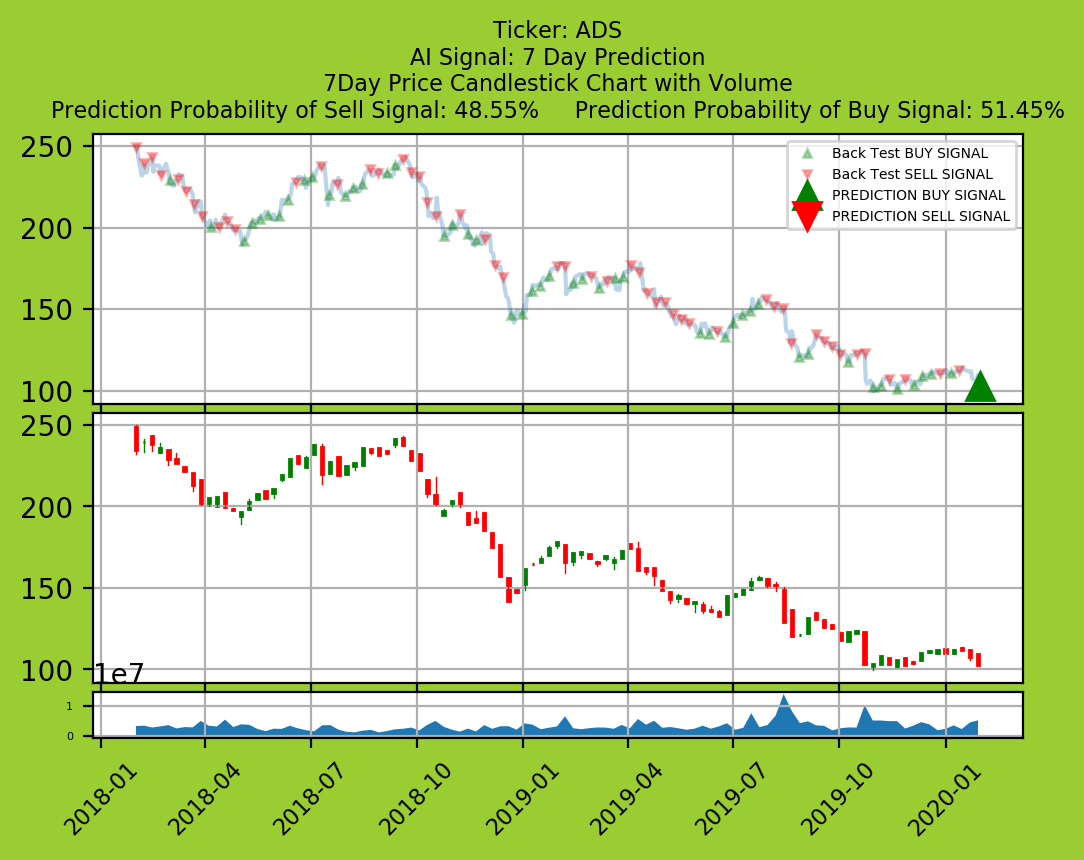 Ticker: ADS
AI Signal: 7 Day Prediction
7Day Price Candlestick Chart with Volume
Prediction Probability of Sell Signal: 48.55% Prediction Probability of Buy Signal: 51.45%
250
200
150
100
Back Test BUY SIGNAL
Back Test SELL SIGNAL
PREDICTION BUY SIGNAL
PREDICTION SELL SIGNAL
250
200
150
100
1e7
1
0
2018-01
2018-04
2018-07
2018-10
2019-01
2019-04
2019-07
2019-10
2020-01